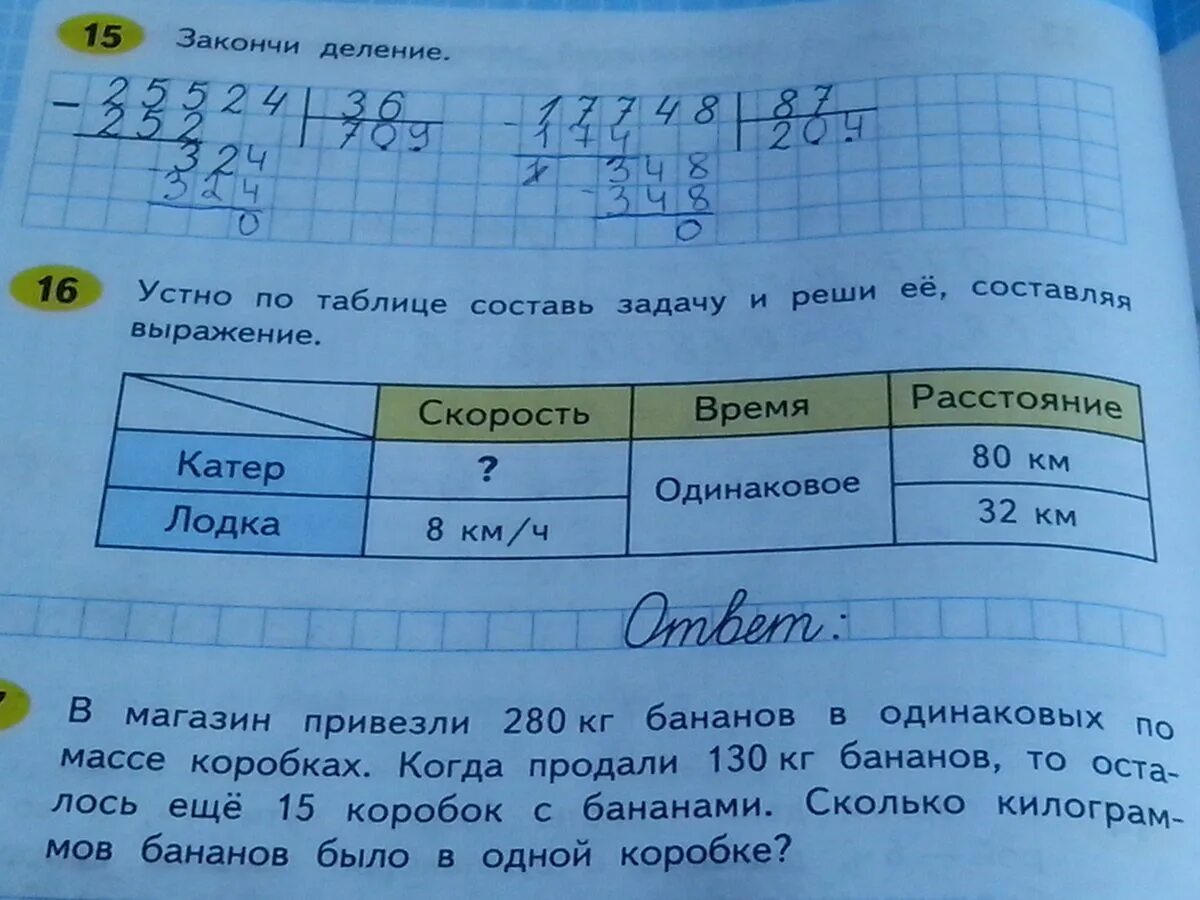 15 Закончи деление.
- 25524 | 36 - 17748 | 87
252 709 174 204
324 348
324 - 348
0 0
16 Устно по таблице составь задачу и реши её, составляя
выражение.
Скорость Время Расстояние
Катер ? Одинаковое 80 км
Лодка 8 км/ч 32 км
Ответ:
В магазин привезли 280 кг бананов в одинаковых по
массе коробках. Когда продали 130 кг бананов, то оста-
лось ещё 15 коробок с бананами. Сколько килограм-
мов бананов было в одной коробке?